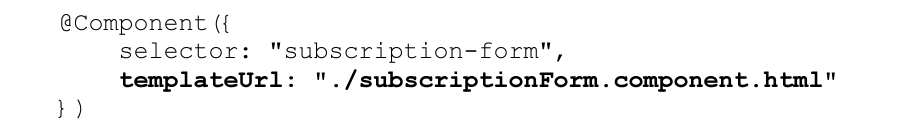 @Component({
selector: "subscription-form",
templateUrl: "./subscriptionForm.component.html"
})